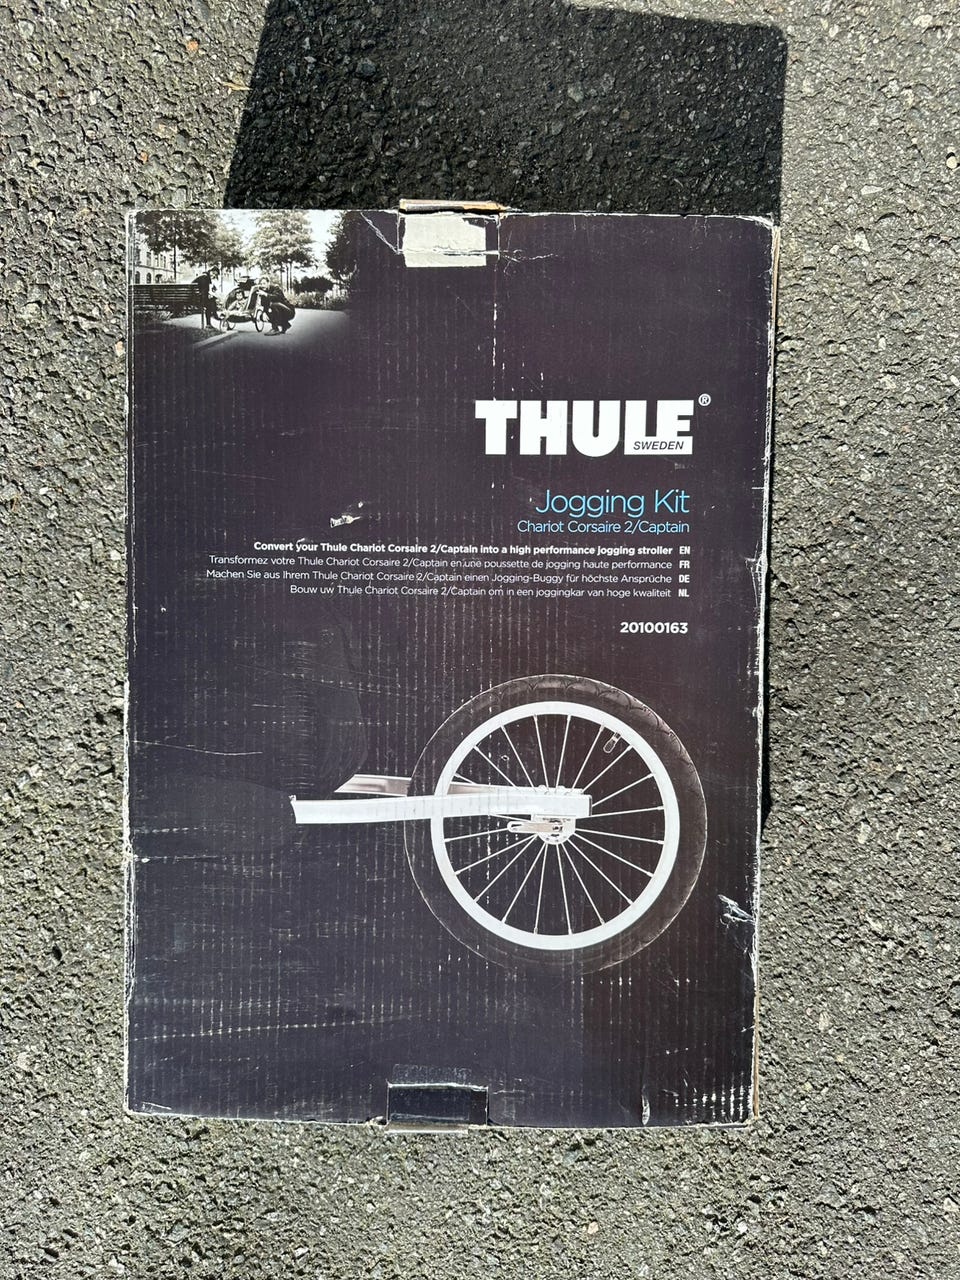 THULE®
SWEDEN
Jogging Kit
Chariot Corsaire 2/Captain
Convert your Thule Chariot Corsaire 2/Captain into a high performance jogging stroller EN
Transformez votre Thule Chariot Corsaire 2/Captain en une poussette de jogging haute performance FR
Machen Sie aus Ihrem Thule Chariot Corsaire 2/Captain einen Jogging-Buggy für höchste Ansprüche DE
Bouw uw Thule Chariot Corsaire 2/Captain om in een joggingkar van hoge kwaliteit NL
20100163